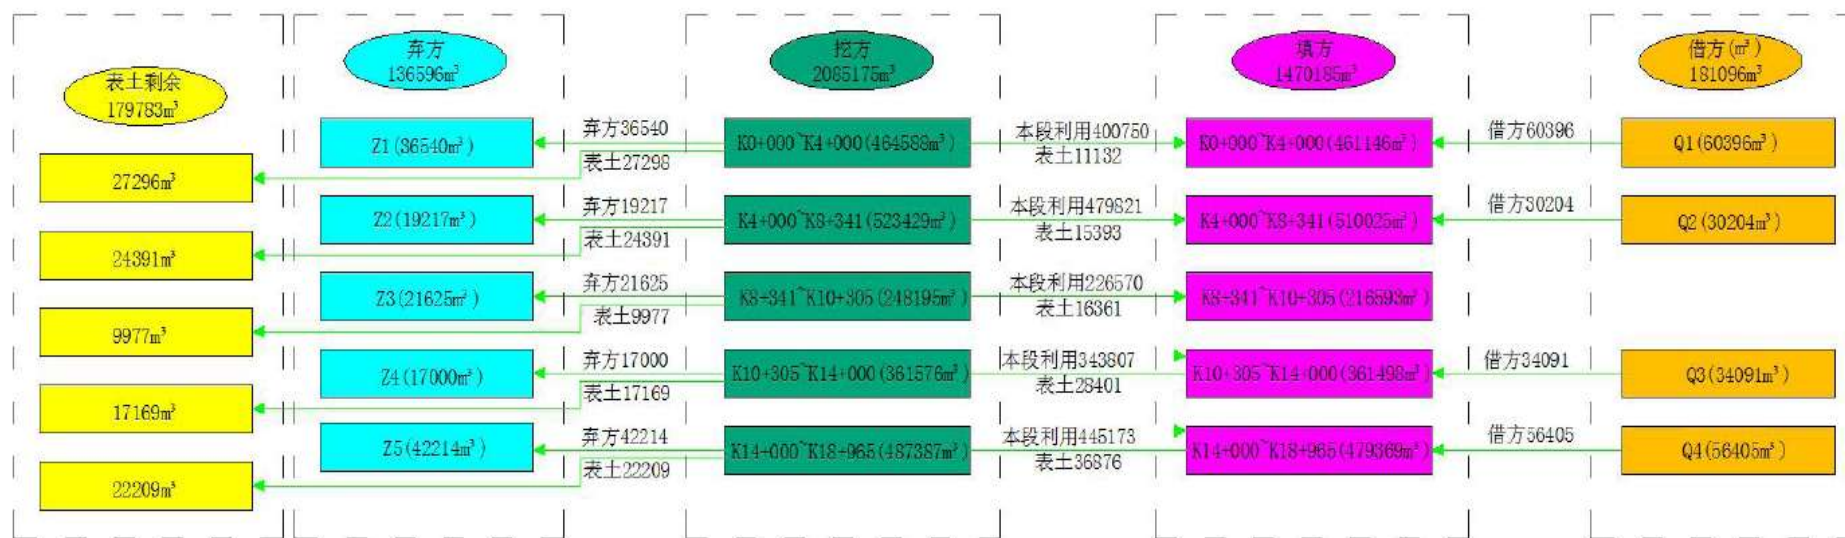 表土剩余
179783m³
27296m³
24391m³
9977m³
17169m³
22209m³
弃方
136596m³
Z1(36540m³)
Z2(19217m³)
Z3(21625m³)
Z4(17000m³)
Z5(42214m³)
弃方36540
表土27298
弃方19217
表土24391
弃方21625
表土9977
弃方17000
表土17169
弃方42214
表土22209
挖方
2085175m³
K0+000~K4+000(464588m³)
K4+000~K8+341(523429m³)
K8+341~K10+305(248195m³)
K10+305~K14+000(361576m³)
K14+000~K18+965(487387m³)
本段利用400750
表土11132
本段利用479821
表土15393
本段利用226570
表土16361
本段利用343807
表土28401
本段利用445173
表土36876
填方
1470185m³
K0+000~K4+000(461146m³)
K4+000~K8+341(510025m³)
K8+341~K10+305(216593m³)
K10+305~K14+000(361498m³)
K14+000~K18+965(479369m³)
借方60396
借方30204
借方34091
借方56405
借方(m³)
181096m³
Q1(60396m³)
Q2(30204m³)
Q3(34091m³)
Q4(56405m³)